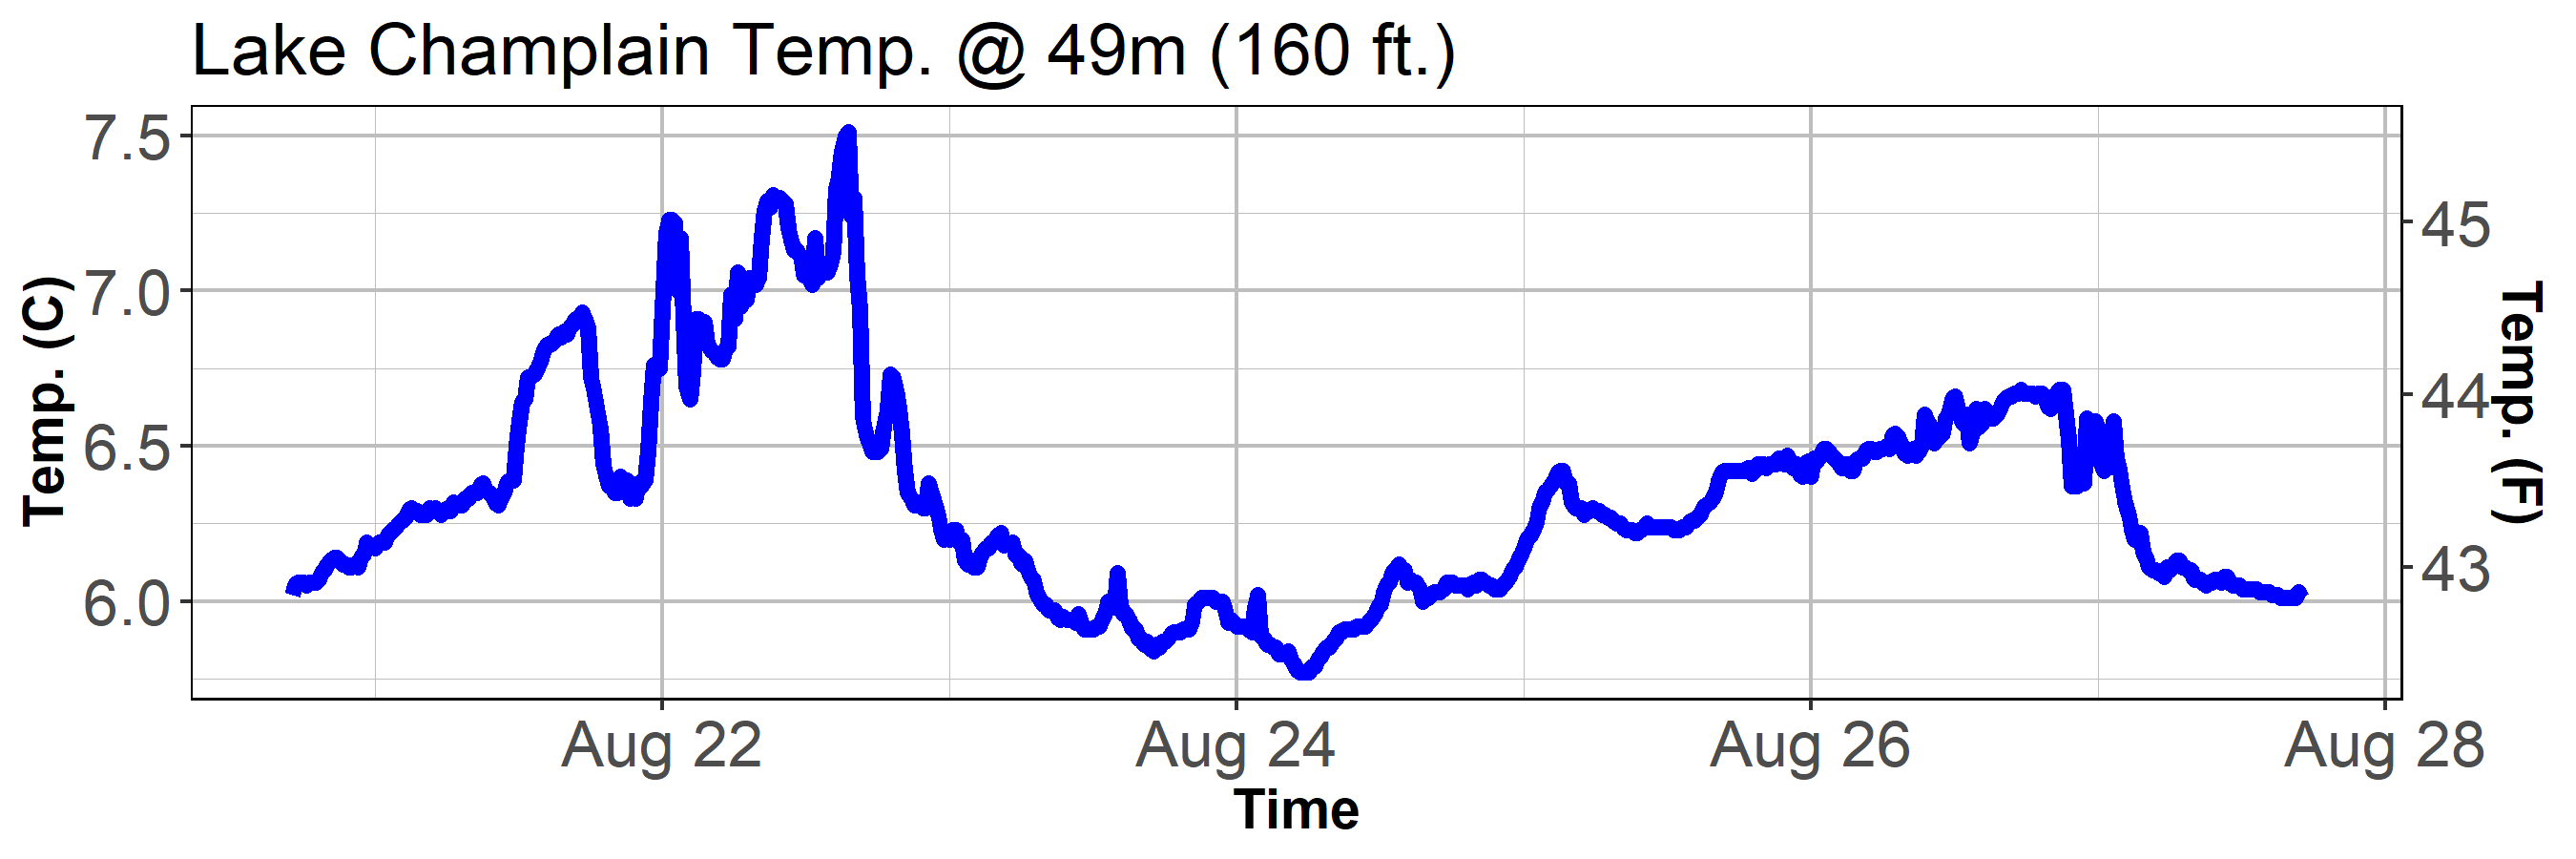 Lake Champlain Temp. @ 49m (160 ft.)
Temp. (C)
7.5
7.0
6.5
6.0
45
44
43
Temp. (F)
Aug 22
Aug 24
Aug 26
Aug 28
Time